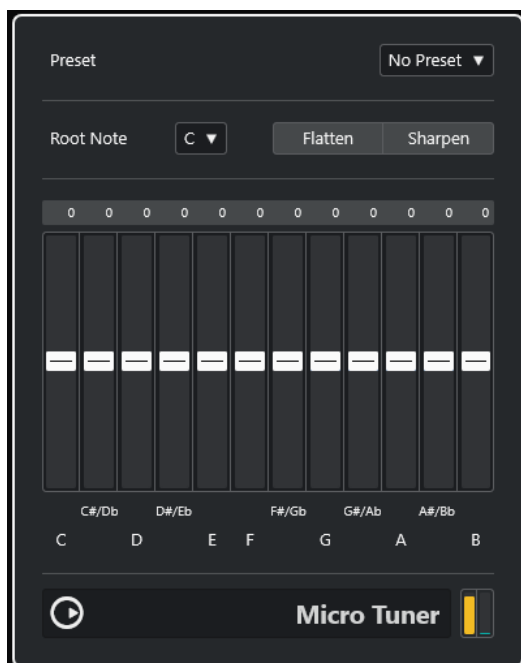 Preset No Preset
Root Note C Flatten Sharpen
0 0 0 0 0 0 0 0 0 0 0 0
C#/Db D#/Eb F#/Gb G#/Ab A#/Bb
C D E F G A B
Micro Tuner